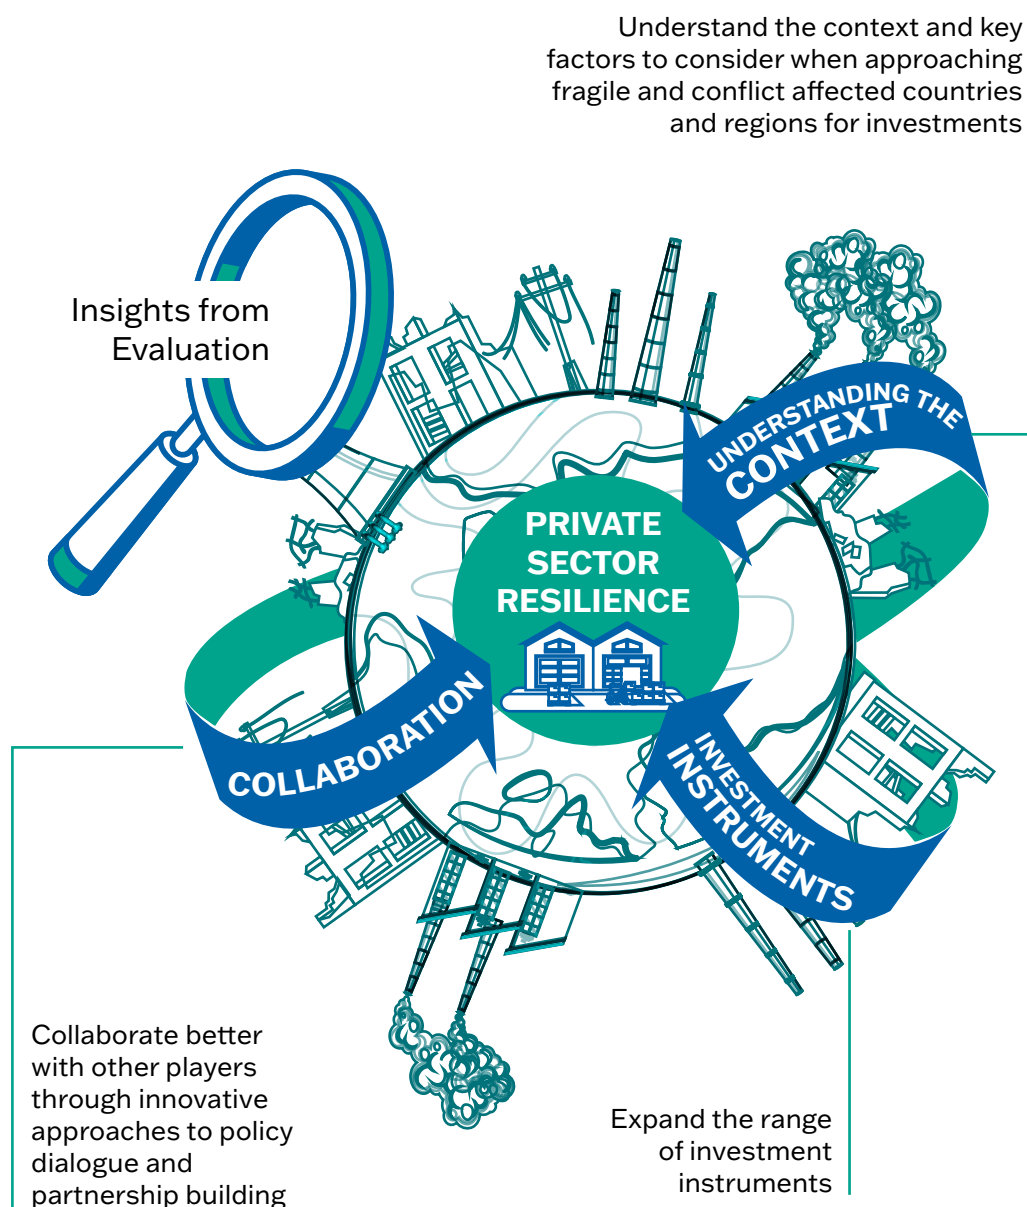 Understand the context and key
factors to consider when approaching
fragile and conflict affected countries
and regions for investments
Insights from
Evaluation
UNDERSTANDING THE
CONTEXT
PRIVATE
SECTOR
RESILIENCE
COLLABORATION
INVESTMENT
INSTRUMENTS
Collaborate better
with other players
through innovative
approaches to policy
dialogue and
partnership building
Expand the range
of investment
instruments